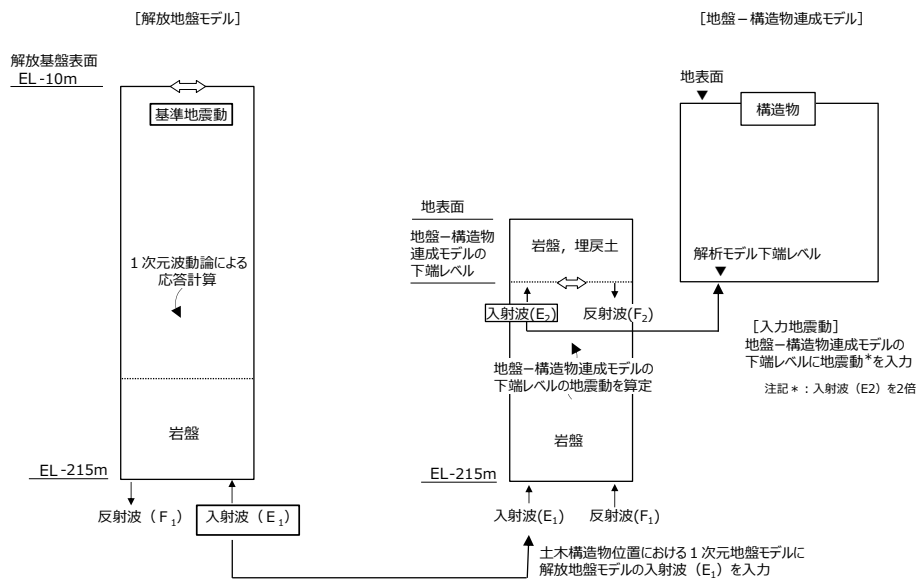 [解放地盤モデル]
解放基盤表面
EL -10m
基準地震動
1次元波動論による
応答計算
岩盤
EL -215m
反射波(F1)
入射波(E1)
地表面
地盤－構造物
連成モデルの
下端レベル
岩盤，埋戻土
入射波(E2)
反射波(F2)
地盤－構造物連成モデルの
下端レベルの地震動を算定
岩盤
EL-215m
入射波(E1)
反射波(F1)
土木構造物位置における1次元地盤モデルに
解放地盤モデルの入射波(E1)を入力
[地盤－構造物連成モデル]
地表面
構造物
解析モデル下端レベル
[入力地震動]
地盤－構造物連成モデルの
下端レベルに地震動*を入力
注記*：入射波(E2)を2倍